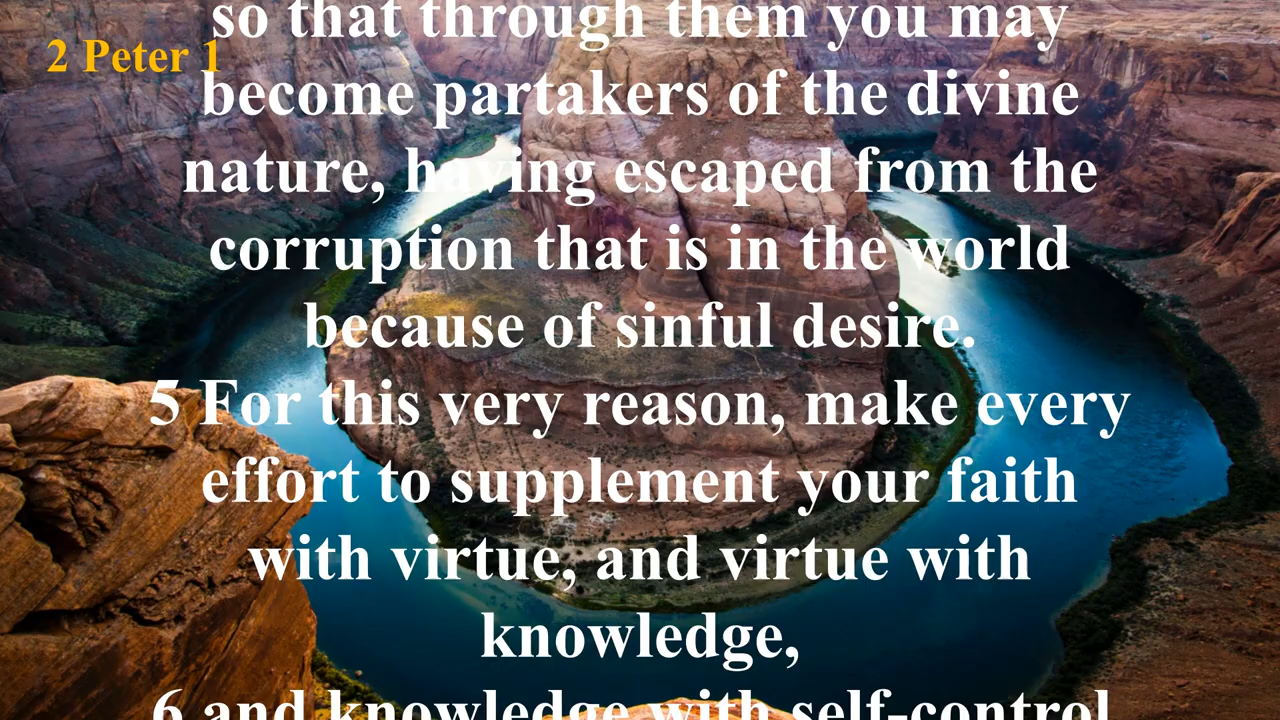 2 Peter 1
so that through them you may
become partakers of the divine
nature, having escaped from the
corruption that is in the world
because of sinful desire.
5 For this very reason, make every
effort to supplement your faith
with virtue, and virtue with
knowledge,
6 and knowledge with self-control